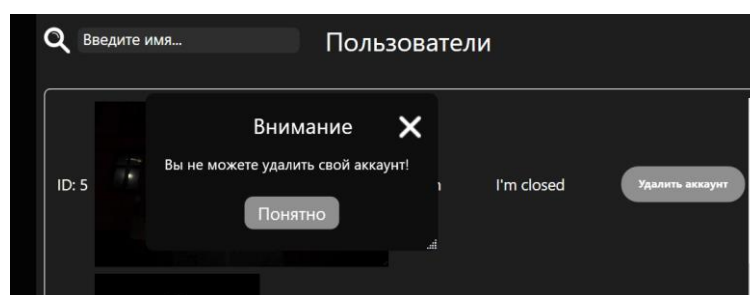 Введите имя...
Пользователи
Внимание
Вы не можете удалить свой аккаунт!
ID: 5
I'm closed
Удалить аккаунт
Понятно